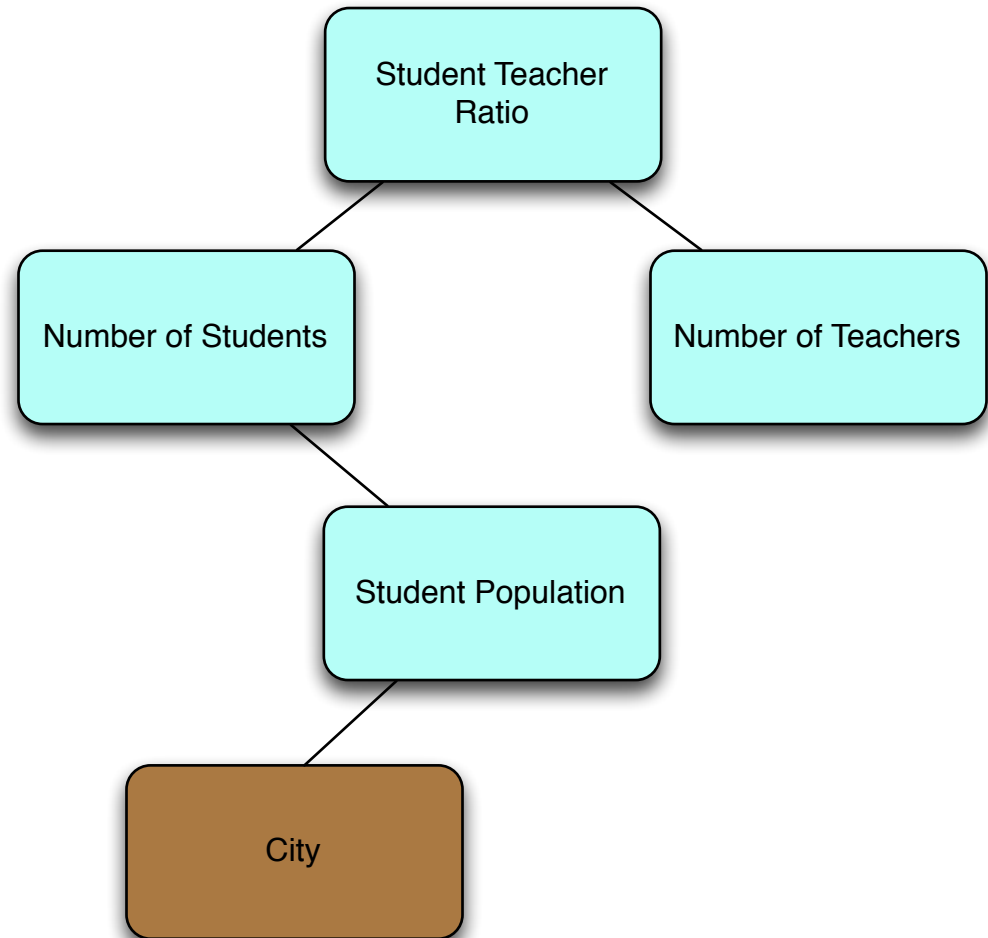 Student Teacher
Ratio
Number of Students
Number of Teachers
Student Population
City